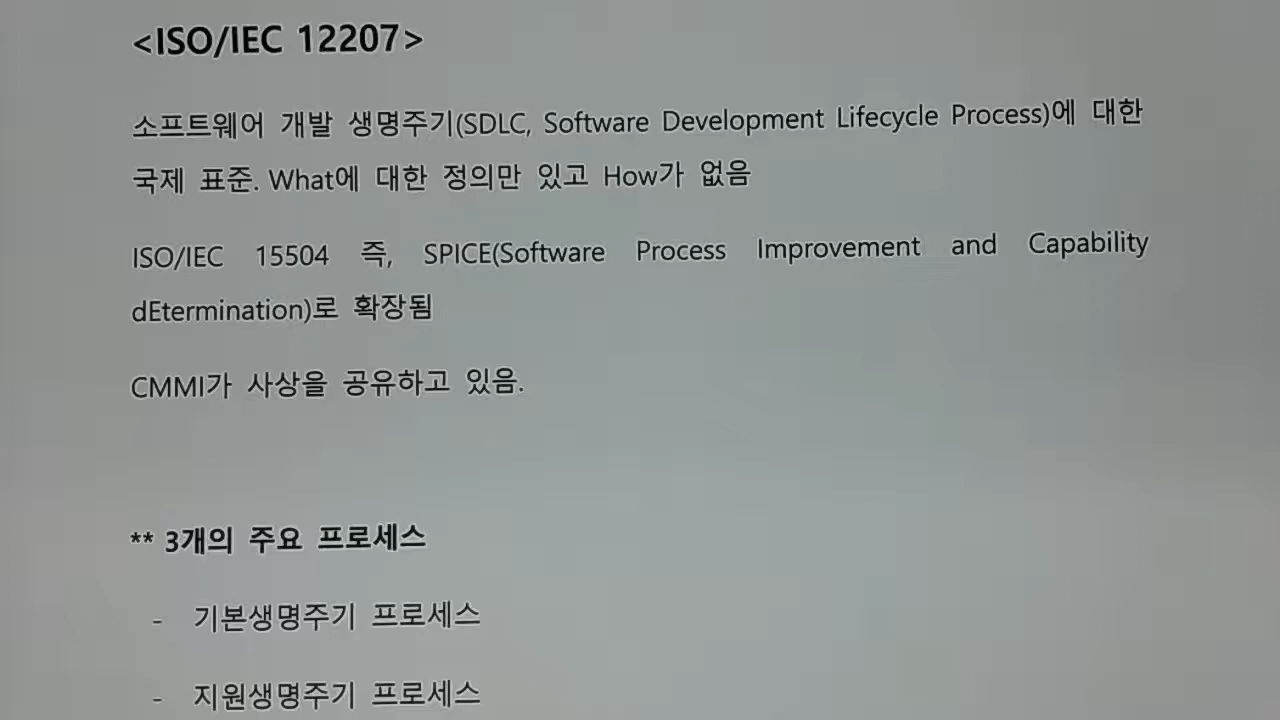 <ISO/IEC 12207>
소프트웨어 개발 생명주기(SDLC, Software Development Lifecycle Process)에 대한
국제 표준. What에 대한 정의만 있고 How가 없음
ISO/IEC 15504 즉, SPICE(Software Process Improvement and Capability
dEtermination)로 확장됨
CMMI가 사상을 공유하고 있음.
** 3개의 주요 프로세스
- 기본생명주기 프로세스
- 지원생명주기 프로세스